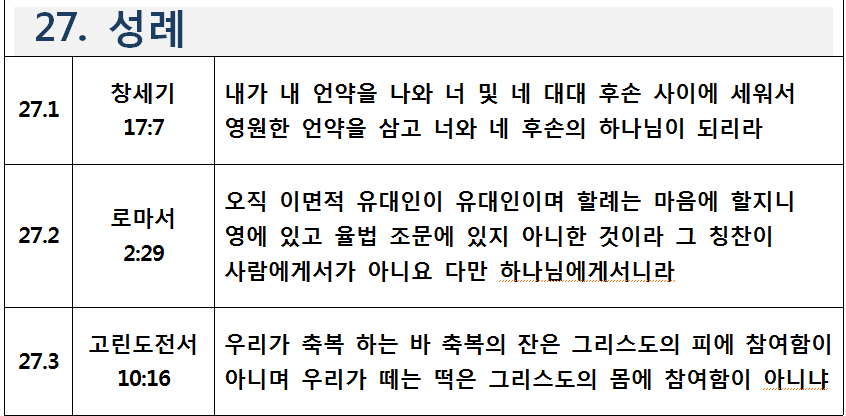 27. 성례
27.1
창세기
17:7
내가 내 언약을 나와 너 및 네 대대 후손 사이에 세워서
영원한 언약을 삼고 너와 네 후손의 하나님이 되리라
27.2
로마서
2:29
오직 이면적 유대인이 유대인이며 할례는 마음에 할지니
영에 있고 율법 조문에 있지 아니한 것이라 그 칭찬이
사람에게서가 아니요 다만 하나님에게서니라
27.3
고린도전서
10:16
우리가 축복 하는 바 축복의 잔은 그리스도의 피에 참여함이
아니며 우리가 떼는 떡은 그리스도의 몸에 참여함이 아니냐